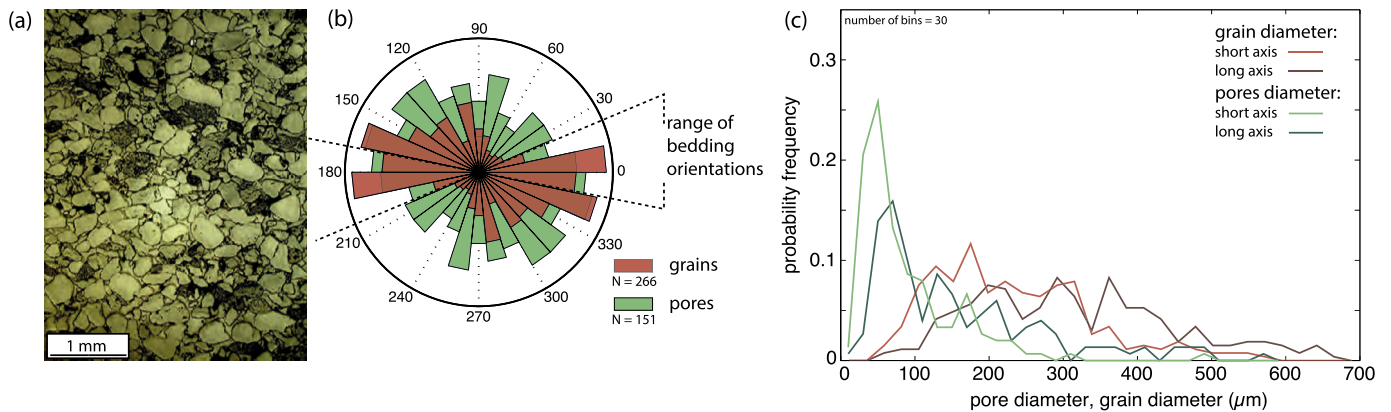 (a)
1 mm
(b)
90
60
30
0
330
300
270
240
210
180
150
120
range of
bedding
orientations
grains
N = 266
pores
N = 151
(c)
number of bins = 30
grain diameter:
short axis
long axis
pores diameter:
short axis
long axis
probability frequency
0.3
0.2
0.1
0
0
100
200
300
400
500
600
700
pore diameter, grain diameter (μm)